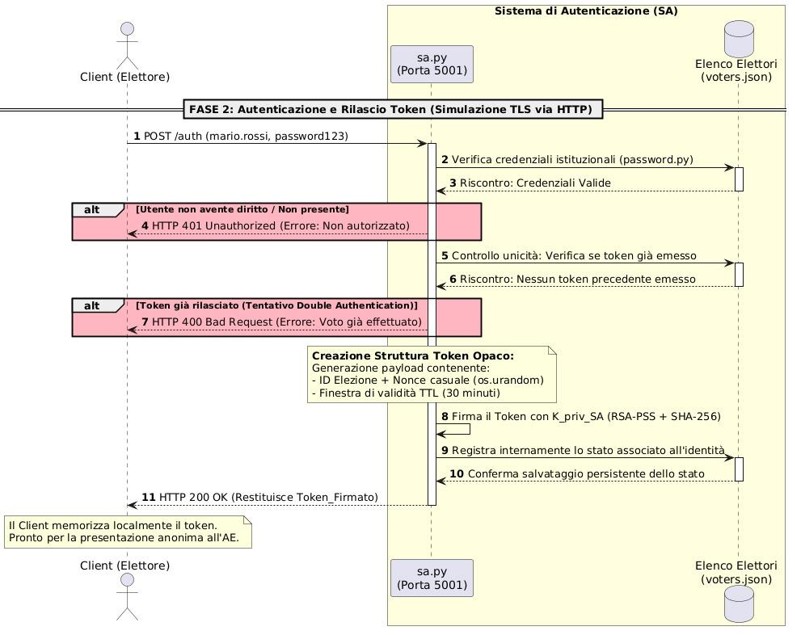 Sistema di Autenticazione (SA)
Client (Elettore)
sa.py
(Porta 5001)
Elenco Elettori
(voters.json)
FASE 2: Autenticazione e Rilascio Token (Simulazione TLS via HTTP)
1 POST /auth (mario.rossi, password123)
2 Verifica credenziali istituzionali (password.py)
3 Riscontro: Credenziali Valide
alt [Utente non avente diritto / Non presente]
4 HTTP 401 Unauthorized (Errore: Non autorizzato)
5 Controllo unicità: Verifica se token già emesso
6 Riscontro: Nessun token precedente emesso
alt [Token già rilasciato (Tentativo Double Authentication)]
7 HTTP 400 Bad Request (Errore: Voto già effettuato)
Creazione Struttura Token Opaco:
Generazione payload contenente:
- ID Elezione + Nonce casuale (os.urandom)
- Finestra di validità TTL (30 minuti)
8 Firma il Token con K_priv_SA (RSA-PSS + SHA-256)
9 Registra internamente lo stato associato all'identità
10 Conferma salvataggio persistente dello stato
11 HTTP 200 OK (Restituisce Token_Firmato)
Il Client memorizza localmente il token.
Pronto per la presentazione anonima all'AE.
Client (Elettore)
sa.py
(Porta 5001)
Elenco Elettori
(voters.json)